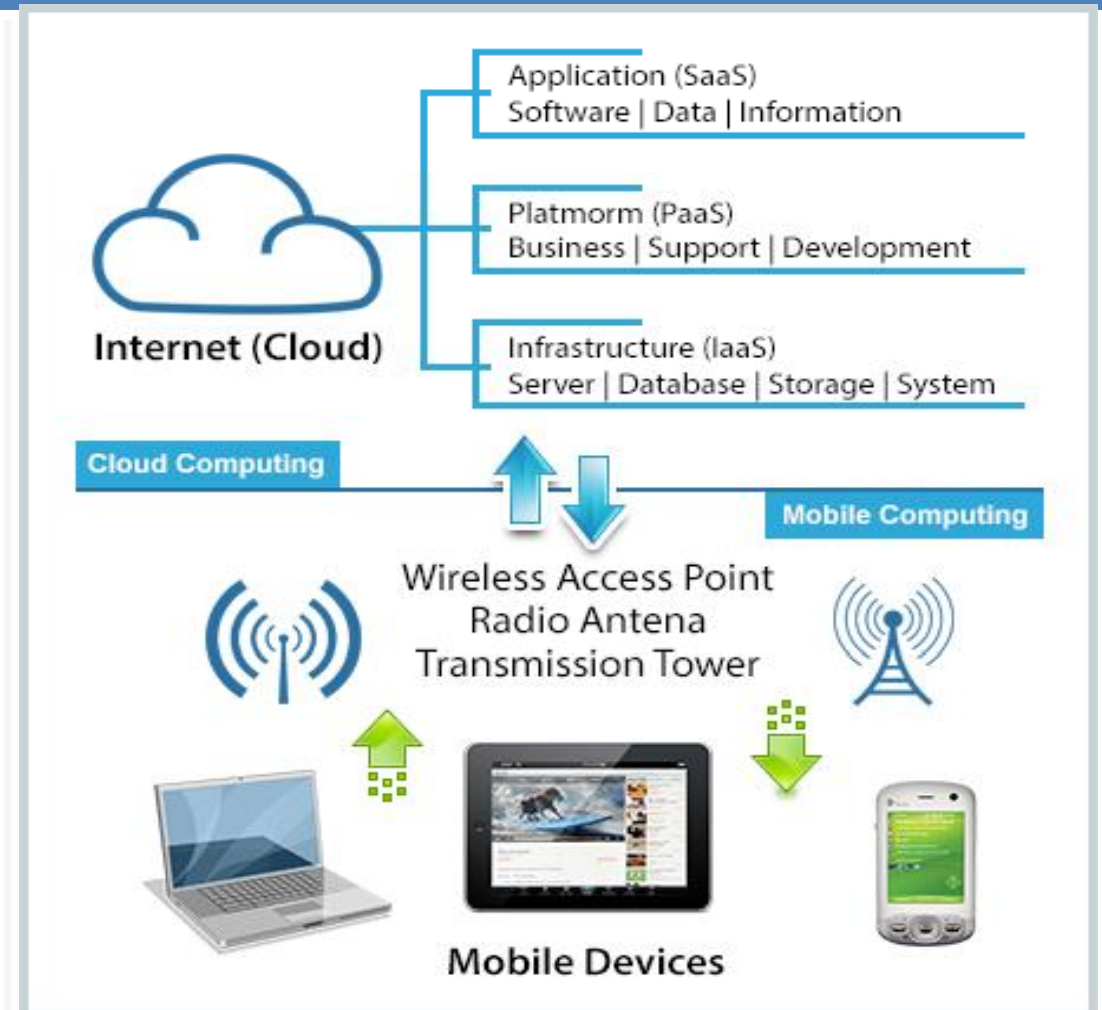 Application (SaaS)
Software | Data | Information
Platmorm (PaaS)
Business | Support | Development
Internet (Cloud)
Infrastructure (IaaS)
Server | Database | Storage | System
Cloud Computing
Mobile Computing
Wireless Access Point
Radio Antena
Transmission Tower
Mobile Devices